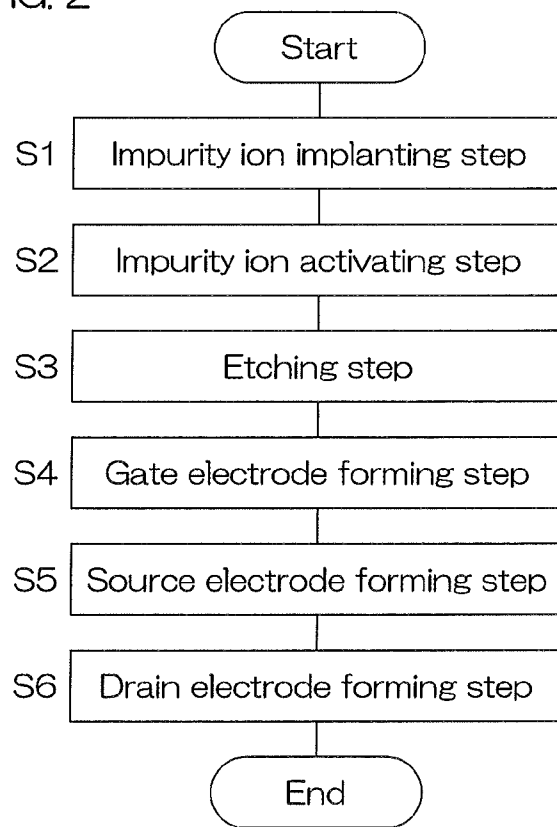 FIG. 2
Start
S1 Impurity ion implanting step
S2 Impurity ion activating step
S3 Etching step
S4 Gate electrode forming step
S5 Source electrode forming step
S6 Drain electrode forming step
End